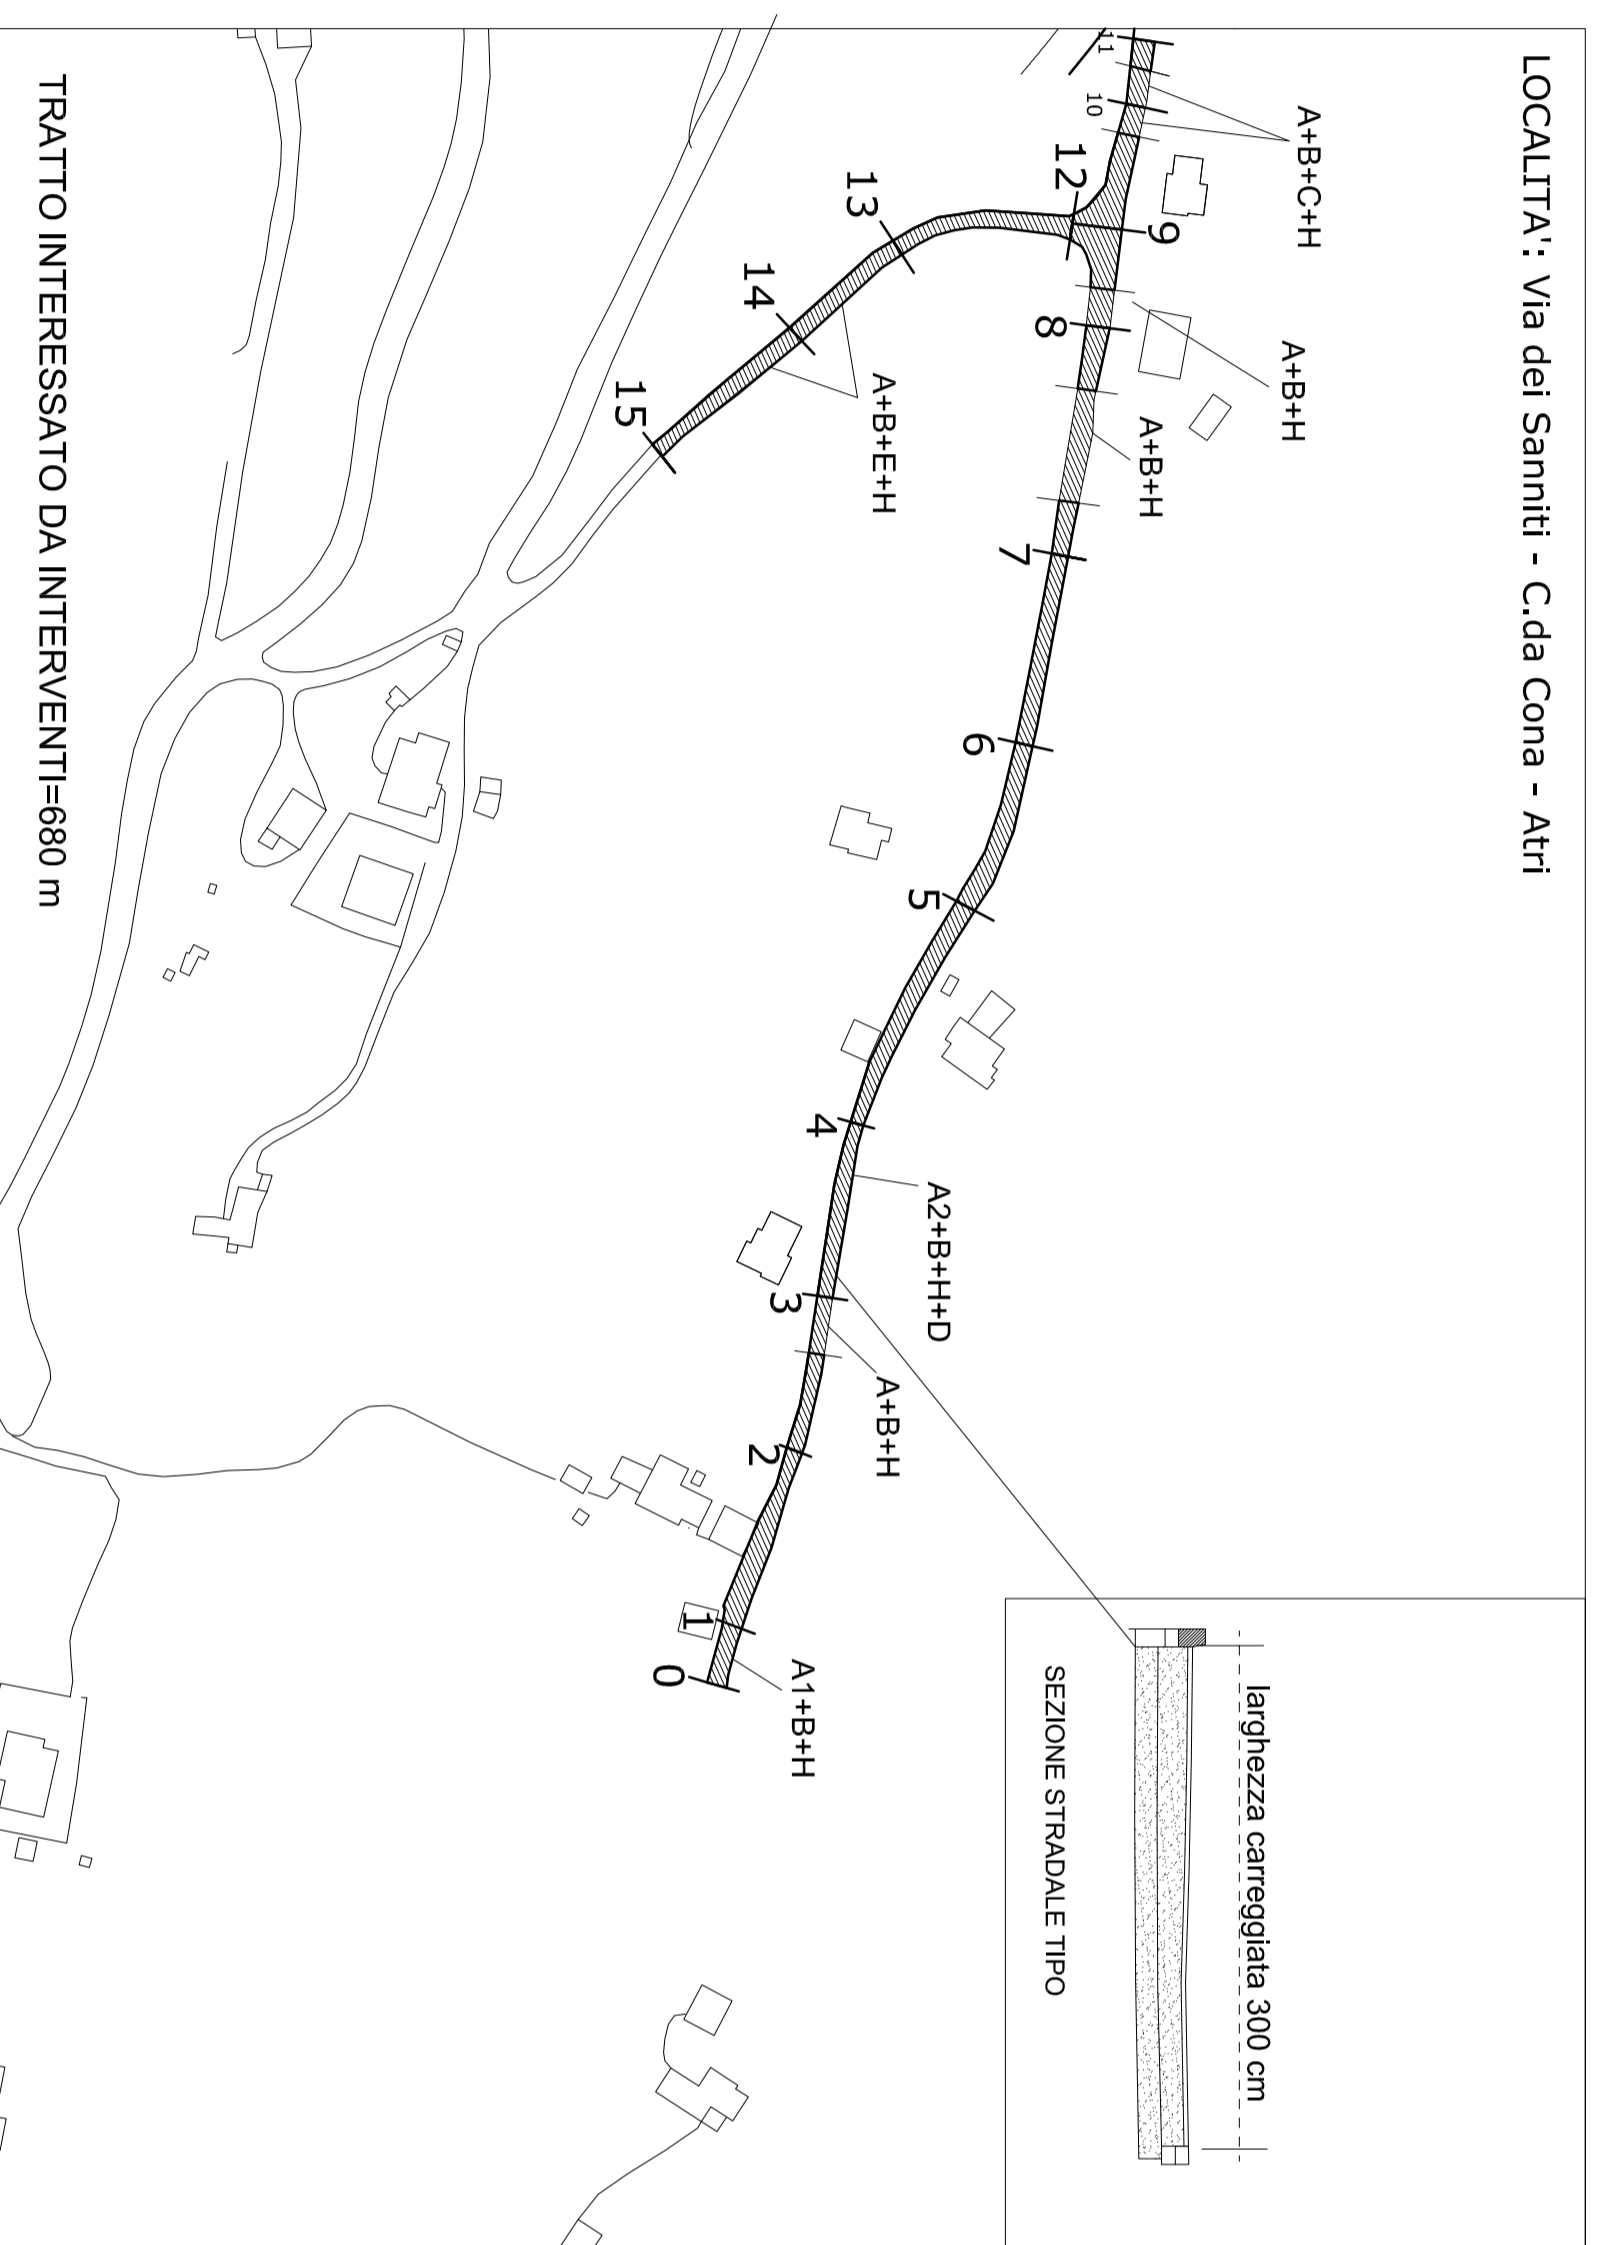 LOCALITA': Via dei Sanniti - C.da Cona - Atri
A+B+C+H
A+B+H
A+B+H
A+B+E+H
A2+B+H+D
A+B+H
A1+B+H
11
10
12
9
13
8
14
15
7
6
5
4
3
2
1
0
larghezza carreggiata 300 cm
SEZIONE STRADALE TIPO
TRATTO INTERESSATO DA INTERVENTI=680 m